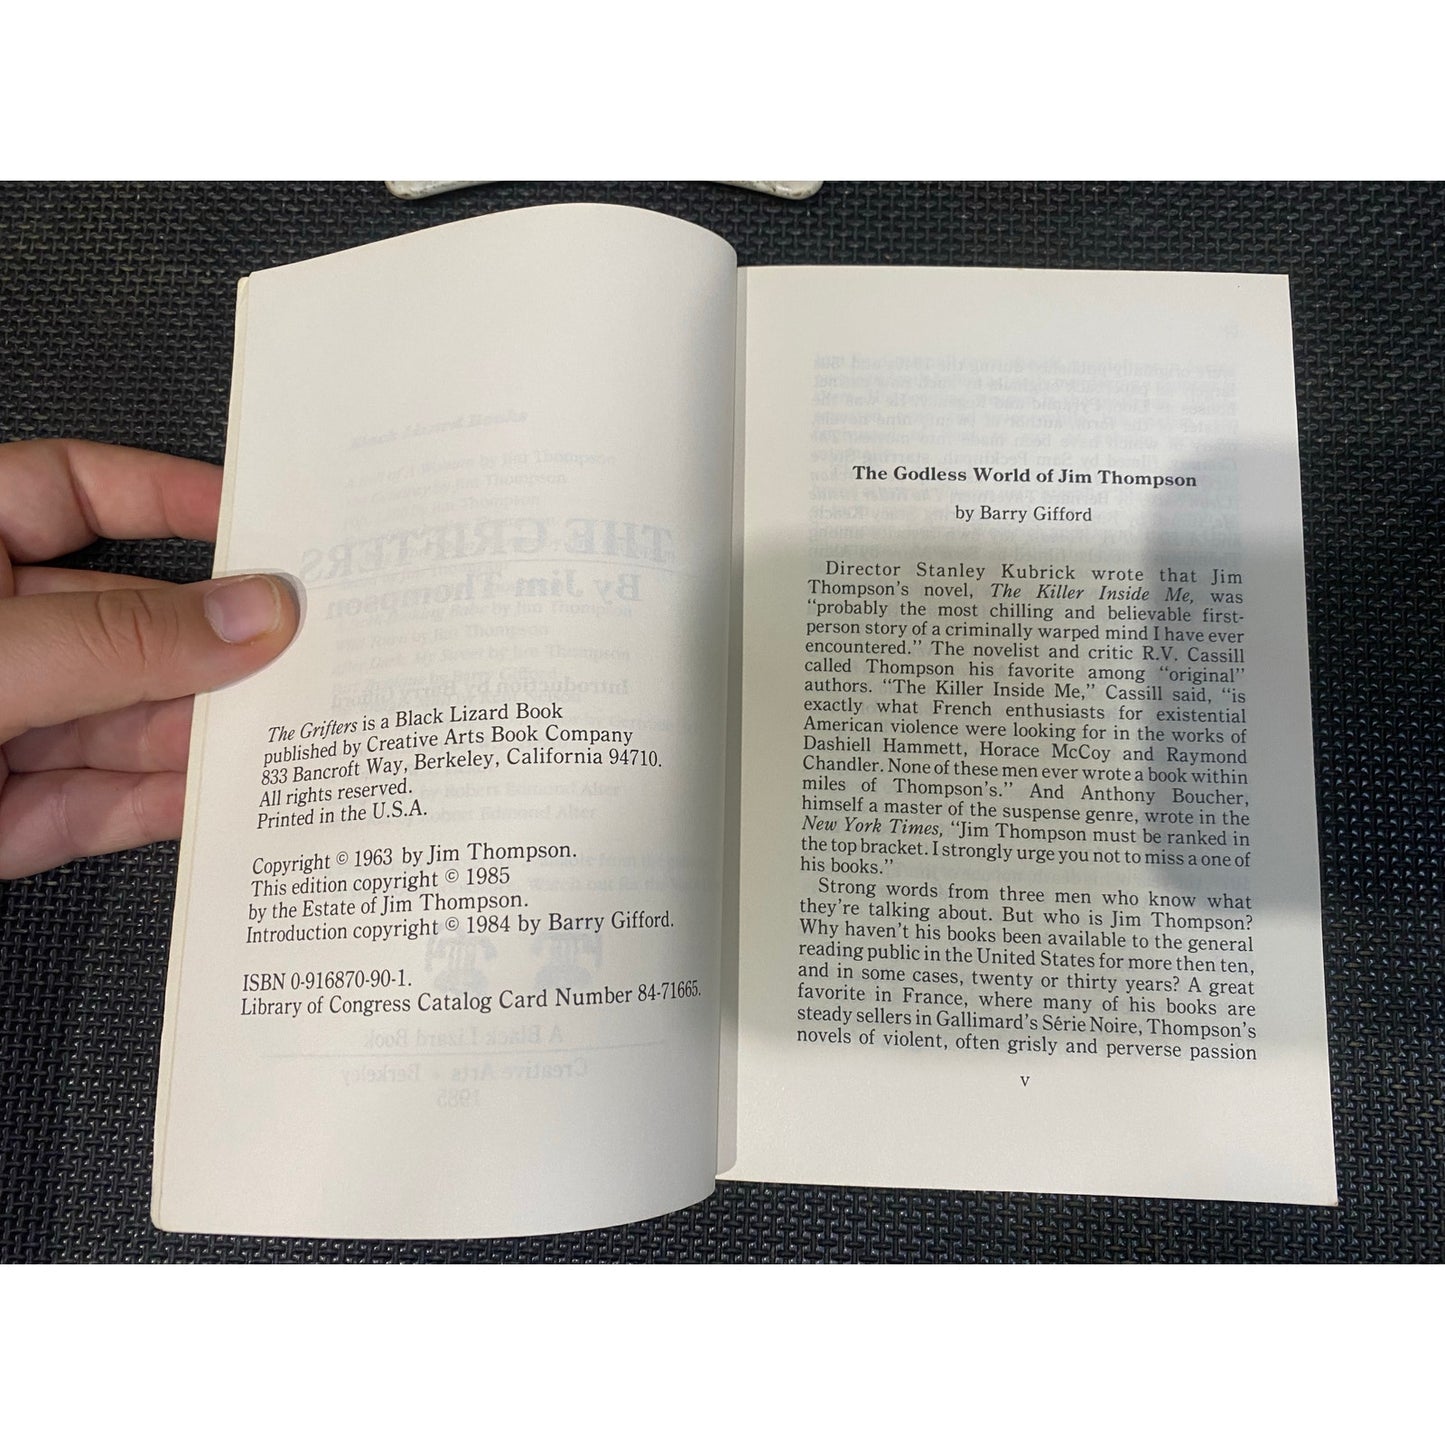 The Grifters is a Black Lizard Book
published by Creative Arts Book Company
833 Bancroft Way, Berkeley, California 94710.
All rights reserved.
Printed in the U.S.A.
Copyright © 1963 by Jim Thompson.
This edition copyright © 1985
by the Estate of Jim Thompson.
Introduction copyright © 1984 by Barry Gifford.
ISBN 0-916870-90-1.
Library of Congress Catalog Card Number 84-71665.
The Godless World of Jim Thompson
by Barry Gifford
Director Stanley Kubrick wrote that Jim
Thompson's novel, The Killer Inside Me, was
“probably the most chilling and believable first-
person story of a criminally warped mind I have ever
encountered.” The novelist and critic R.V. Cassill
called Thompson his favorite among “original”
authors. “The Killer Inside Me,” Cassill said, “is
exactly what French enthusiasts for existential
American violence were looking for in the works of
Dashiell Hammett, Horace McCoy and Raymond
Chandler. None of these men ever wrote a book within
miles of Thompson's.” And Anthony Boucher,
himself a master of the suspense genre, wrote in the
New York Times, “Jim Thompson must be ranked in
the top bracket. I strongly urge you not to miss a one of
his books.”
Strong words from three men who know what
they're talking about. But who is Jim Thompson?
Why haven't his books been available to the general
reading public in the United States for more then ten,
and in some cases, twenty or thirty years? A great
favorite in France, where many of his books are
steady sellers in Gallimard's Série Noire, Thompson's
novels of violent, often grisly and perverse passion
v